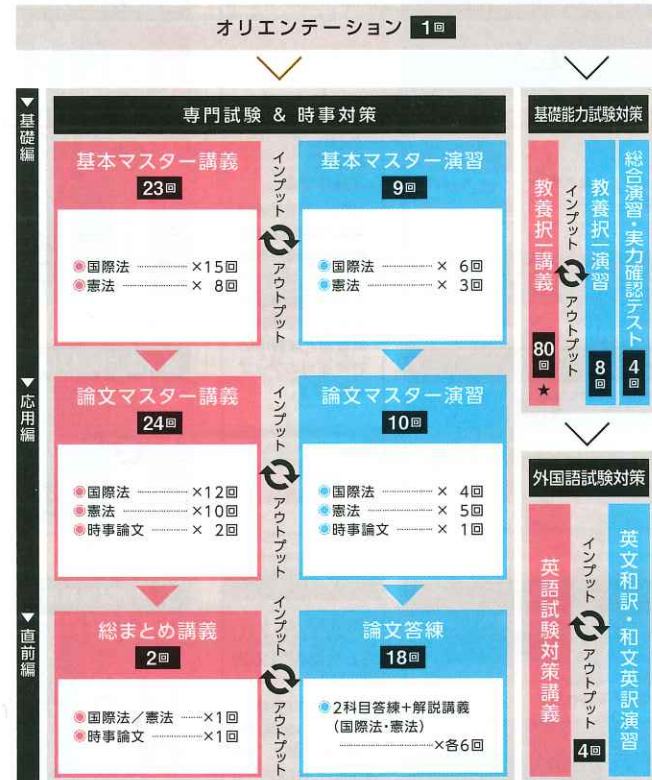 オリエンテーション 1回
▼基礎編
専門試験 & 時事対策
基本マスター講義
23回
◉国際法 ………… ×15回
◉憲法 ………… × 8回
インプット
アウトプット
基本マスター演習
9回
◉国際法 ………… × 6回
◉憲法 ………… × 3回
▼応用編
論文マスター講義
24回
◉国際法 ………… ×12回
◉憲法 ………… ×10回
◉時事論文 ………… × 2回
インプット
アウトプット
論文マスター演習
10回
◉国際法 ………… × 4回
◉憲法 ………… × 5回
◉時事論文 ………… × 1回
▼直前編
総まとめ講義
2回
◉国際法/憲法 ……×1回
◉時事論文 …………×1回
インプット
アウトプット
論文答練
18回
◉2科目答練+解説講義
(国際法・憲法)
…………×各6回
基礎能力試験対策
教養択一講義
80回
★
インプット
アウトプット
教養択一演習
8回
総合演習・実力確認テスト
4回
外国語試験対策
英語試験対策講義
インプット
アウトプット
4回
英文和訳・和文英訳演習